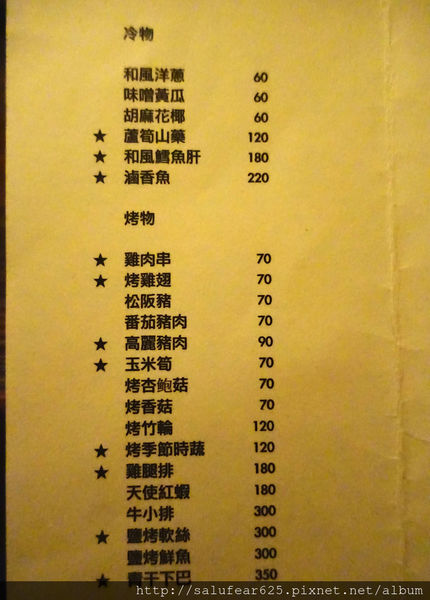 冷物
和風洋蔥 60
味噌黃瓜 60
胡麻花椰 60
★ 蘆筍山藥 120
★ 和風鱈魚肝 180
★ 滷香魚 220
烤物
★ 雞肉串 70
★ 烤雞翅 70
松阪豬 70
番茄豬肉 70
★ 高麗豬肉 90
★ 玉米筍 70
烤杏鮑菇 70
烤香菇 70
烤竹輪 120
★ 烤季節時蔬 120
★ 雞腿排 180
天使紅蝦 180
牛小排 300
★ 鹽烤軟絲 300
鹽烤鮮魚 300
★ 青干下巴 350
http://salufear625.pixnet.net/album